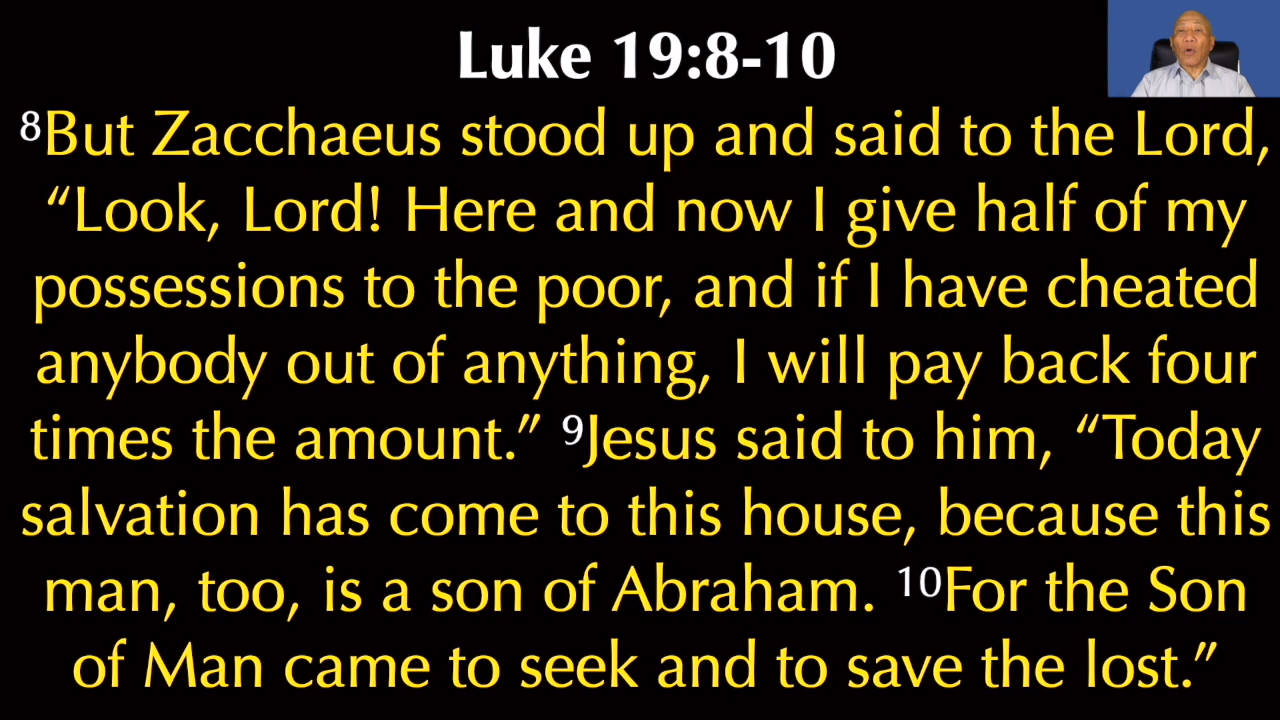 Luke 19:8-10
8But Zacchaeus stood up and said to the Lord,
“Look, Lord! Here and now I give half of my
possessions to the poor, and if I have cheated
anybody out of anything, I will pay back four
times the amount.” 9Jesus said to him, “Today
salvation has come to this house, because this
man, too, is a son of Abraham. 10For the Son
of Man came to seek and to save the lost.”